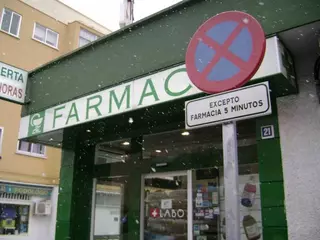 ERTA
HORAS
FARMAC
EXCEPTO
FARMACIA 5 MINUTOS
21
LABO